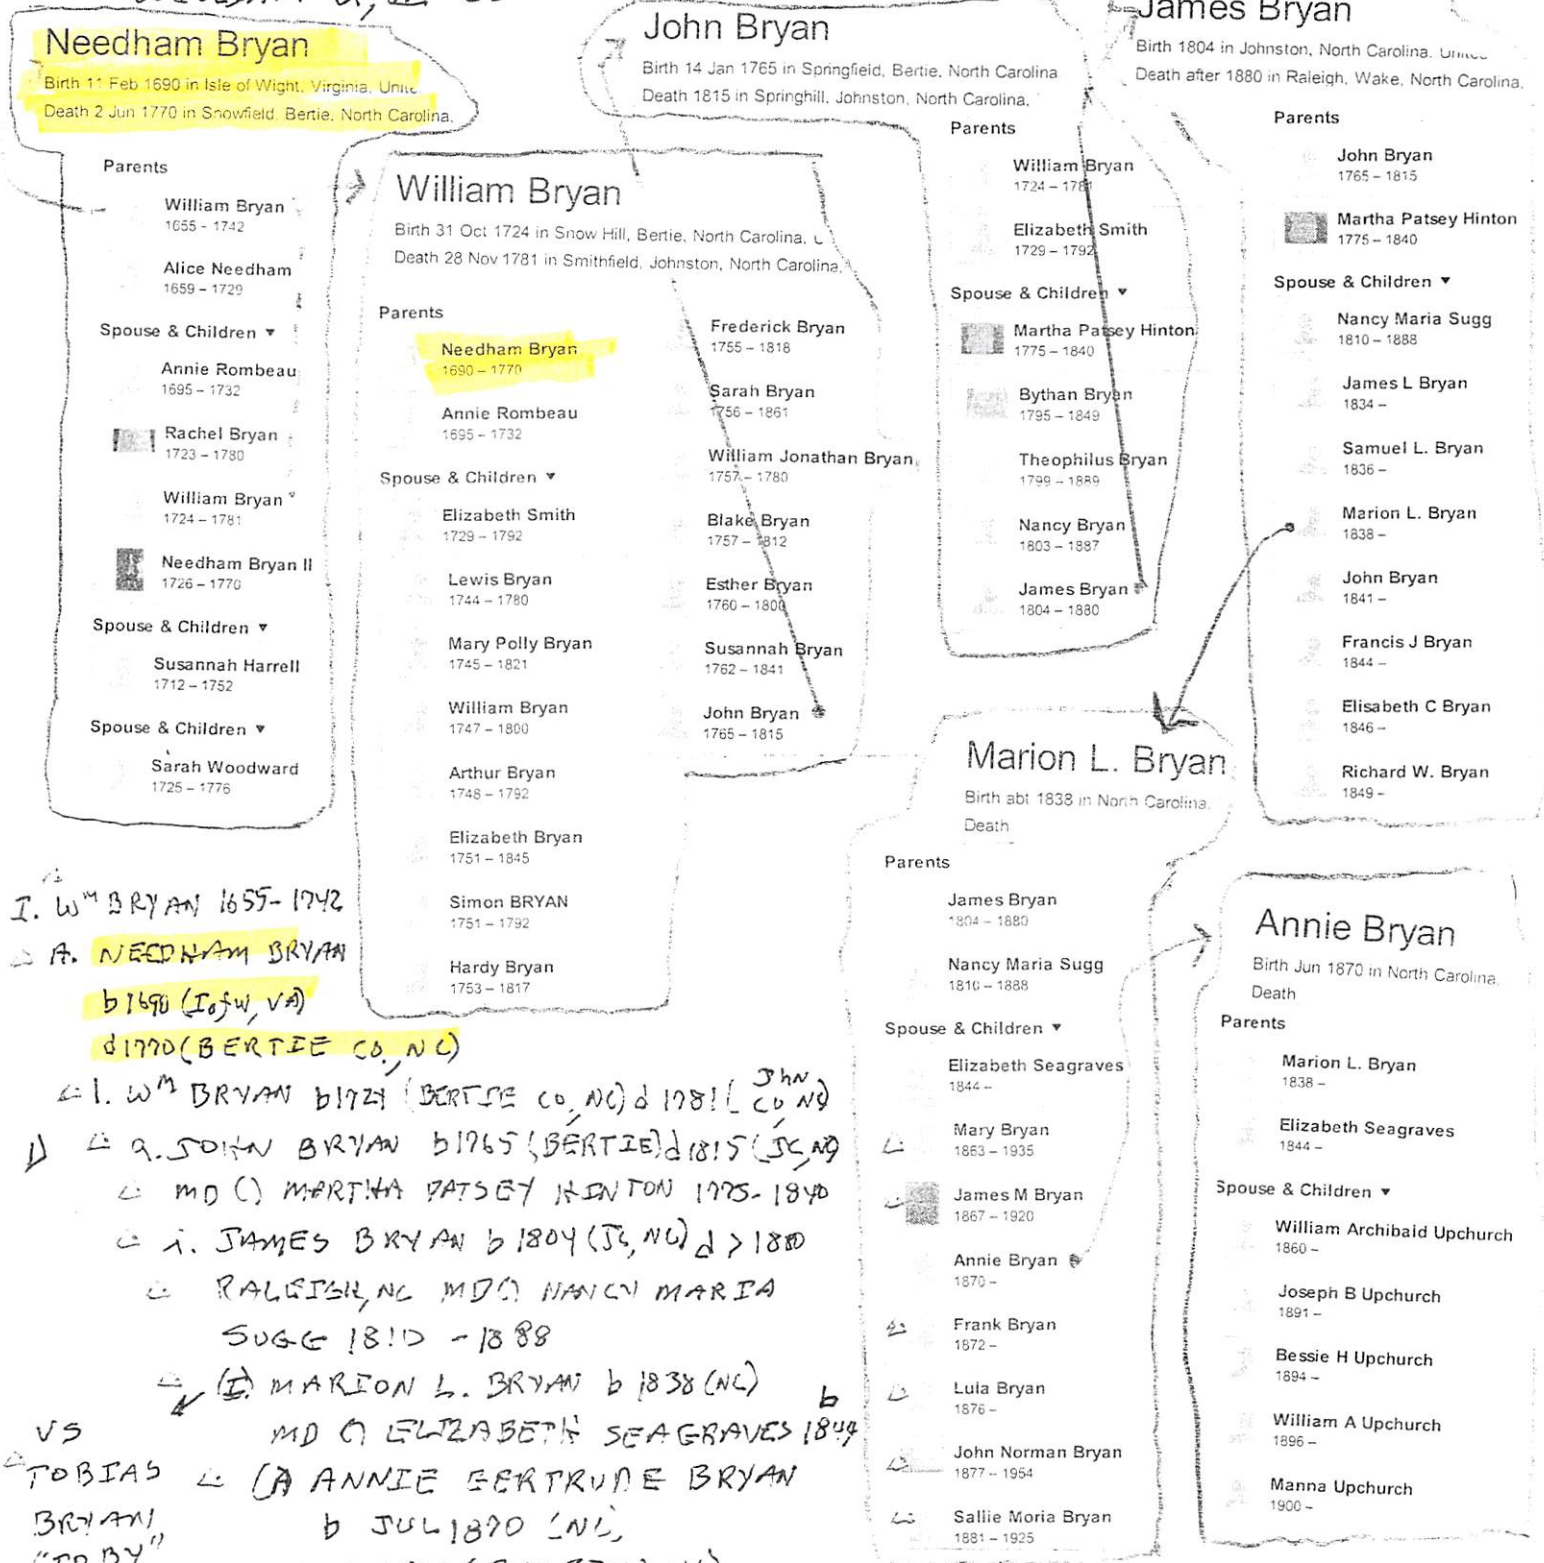 Needham Bryan
Birth 11 Feb 1690 in Isle of Wight, Virginia,
Death 2 Jun 1770 in Snowfield, Bertie, North Carolina,
Parents
William Bryan
1655 – 1742
Alice Needham
1659 – 1729
Spouse & Children ▼
Annie Rombeau
1695 – 1732
Rachel Bryan
1723 – 1780
William Bryan
1724 – 1781
Needham Bryan II
1726 – 1770
Spouse & Children ▼
Susannah Harrell
1712 – 1752
Spouse & Children ▼
Sarah Woodward
1725 – 1776
William Bryan
Birth 31 Oct 1724 in Snow Hill, Bertie, North Carolina,
Death 28 Nov 1781 in Smithfield, Johnston, North Carolina,
Parents
Needham Bryan
1690 – 1770
Annie Rombeau
1695 – 1732
Spouse & Children ▼
Elizabeth Smith
1729 – 1792
Lewis Bryan
1744 – 1780
Mary Polly Bryan
1745 – 1821
William Bryan
1747 – 1800
Arthur Bryan
1748 – 1792
Elizabeth Bryan
1751 – 1845
Simon BRYAN
1751 – 1792
Hardy Bryan
1753 – 1817
Frederick Bryan
1755 – 1818
Sarah Bryan
1756 – 1861
William Jonathan Bryan
1757 – 1780
Blake Bryan
1757 – 1812
Esther Bryan
1760 – 1800
Susannah Bryan
1762 – 1841
John Bryan
1765 – 1815
John Bryan
Birth 14 Jan 1765 in Springfield, Bertie, North Carolina
Death 1815 in Springhill, Johnston, North Carolina,
Parents
William Bryan
1724 – 1781
Elizabeth Smith
1729 – 1792
Spouse & Children ▼
Martha Patsey Hinton
1775 – 1840
Bythan Bryan
1795 – 1849
Theophilus Bryan
1799 – 1889
Nancy Bryan
1803 – 1887
James Bryan
1804 – 1880
James Bryan
Birth 1804 in Johnston, North Carolina,
Death after 1880 in Raleigh, Wake, North Carolina,
Parents
John Bryan
1765 – 1815
Martha Patsey Hinton
1775 – 1840
Spouse & Children ▼
Nancy Maria Sugg
1810 – 1888
James L Bryan
1834 –
Samuel L. Bryan
1836 –
Marion L. Bryan
1838 –
John Bryan
1841 –
Francis J Bryan
1844 –
Elisabeth C Bryan
1846 –
Richard W. Bryan
1849 –
Marion L. Bryan
Birth abt 1838 in North Carolina,
Death
Parents
James Bryan
1804 – 1880
Nancy Maria Sugg
1810 – 1888
Spouse & Children ▼
Elizabeth Seagraves
1844 –
Mary Bryan
1863 – 1935
James M Bryan
1867 – 1920
Annie Bryan
1870 –
Frank Bryan
1872 –
Lula Bryan
1876 –
John Norman Bryan
1877 – 1954
Sallie Moria Bryan
1881 – 1925
Annie Bryan
Birth Jun 1870 in North Carolina,
Death
Parents
Marion L. Bryan
1838 –
Elizabeth Seagraves
1844 –
Spouse & Children ▼
William Archibald Upchurch
1860 –
Joseph B Upchurch
1891 –
Bessie H Upchurch
1894 –
William A Upchurch
1896 –
Manna Upchurch
1900 –
I. Wᴹ BRYAN 1655-1742
A. NEEDHAM BRYAN
b1690 (I of W, VA)
d1770 (BERTIE CO, NC)
1. Wᴹ BRYAN b1724 (BERTIE CO, NC) d 1781 (JhN CO NC)
a. JOHN BRYAN b1765 (BERTIE) d1815 (JC, NC)
MD () MARTHA PATSEY HINTON 1775-1840
i. JAMES BRYAN b 1804 (JC, NC) d > 1880
RALEIGH, NC MD () NANCY MARIA
SUGG 1810 - 1888
(I) MARION L. BRYAN b 1838 (NC)
MD () ELIZABETH SEAGRAVES b 1844
(A) ANNIE GERTRUDE BRYAN
b JUL 1870 (NC,
VS
TOBIAS
BRYAN,
"TOBY"